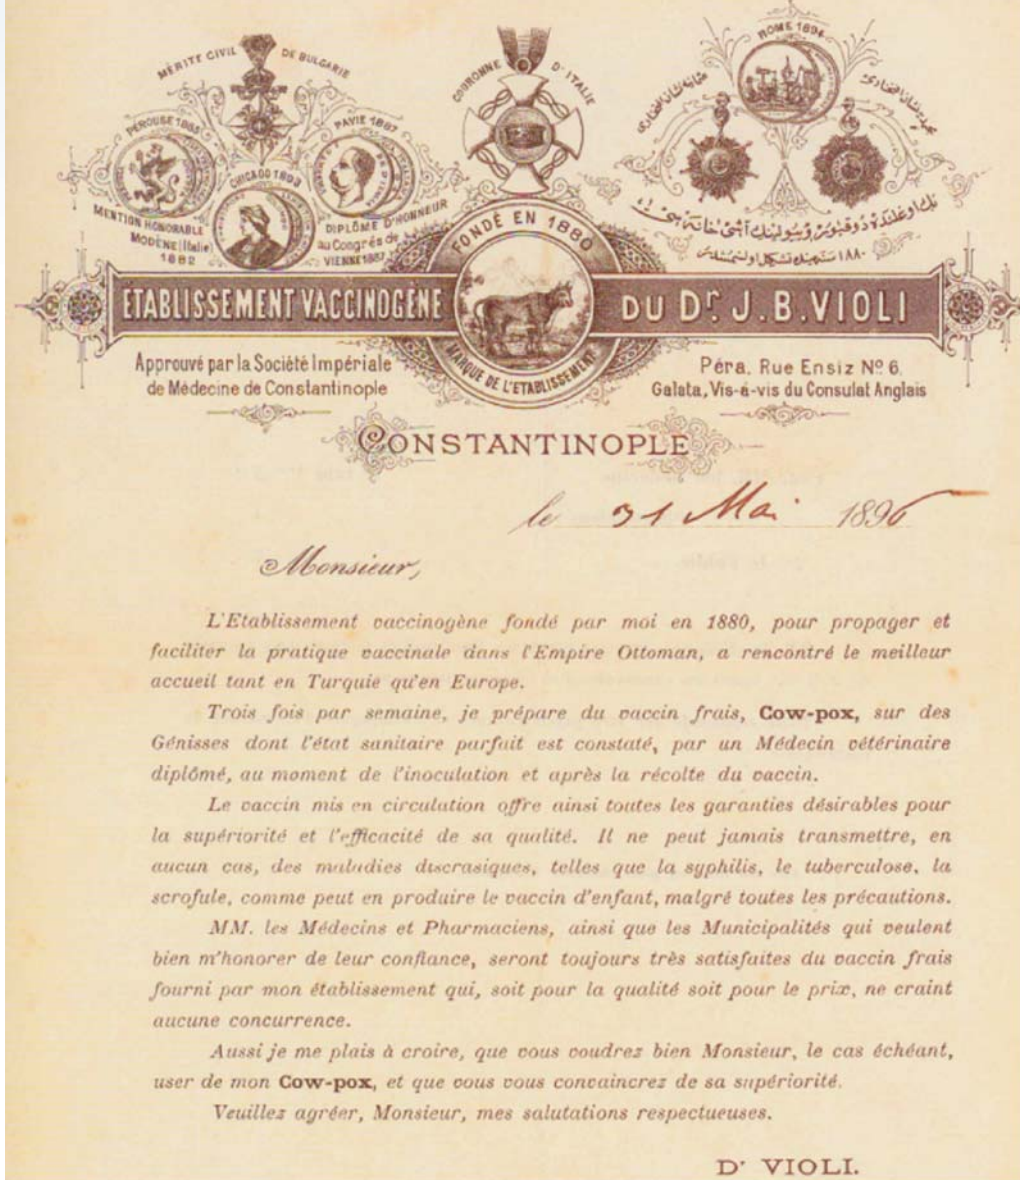 MÉRITE CIVIL DE BULGARIE
COURONNE D'ITALIE
ROME 1894
PÉROUSE 1885
PAVIE 1887
CHICAGO 1893
MENTION HONORABLE
MODÈNE (Italie)
1882
DIPLÔME D'HONNEUR
au Congrés de
VIENNE 1887
FONDÉ EN 1880
١٨٨٠
ÉTABLISSEMENT VACCINOGÈNE DU Dr. J. B. VIOLI
MARQUE DE L'ETABLISSEMENT
Approuvé par la Société Impériale
de Médecine de Constantinople
Péra. Rue Ensiz Nº 6.
Galata, Vis-à-vis du Consulat Anglais
CONSTANTINOPLE
le 31 Mai 1896
Monsieur,
L'Etablissement vaccinogène fondé par moi en 1880, pour propager et
faciliter la pratique vaccinale dans l'Empire Ottoman, a rencontré le meilleur
accueil tant en Turquie qu'en Europe.
Trois fois par semaine, je prépare du vaccin frais, Cow-pox, sur des
Génisses dont l'état sanitaire parfait est constaté, par un Médecin vétérinaire
diplômé, au moment de l'inoculation et après la récolte du vaccin.
Le vaccin mis en circulation offre ainsi toutes les garanties désirables pour
la supériorité et l'efficacité de sa qualité. Il ne peut jamais transmettre, en
aucun cas, des maladies discrasiques, telles que la syphilis, le tuberculose, la
scrofule, comme peut en produire le vaccin d'enfant, malgré toutes les précautions.
MM. les Médecins et Pharmaciens, ainsi que les Municipalités qui veulent
bien m'honorer de leur confiance, seront toujours très satisfaites du vaccin frais
fourni par mon établissement qui, soit pour la qualité soit pour le prix, ne craint
aucune concurrence.
Aussi je me plais à croire, que vous voudrez bien Monsieur, le cas échéant,
user de mon Cow-pox, et que vous vous convaincrez de sa supériorité.
Veuillez agréer, Monsieur, mes salutations respectueuses.
Dr VIOLI.